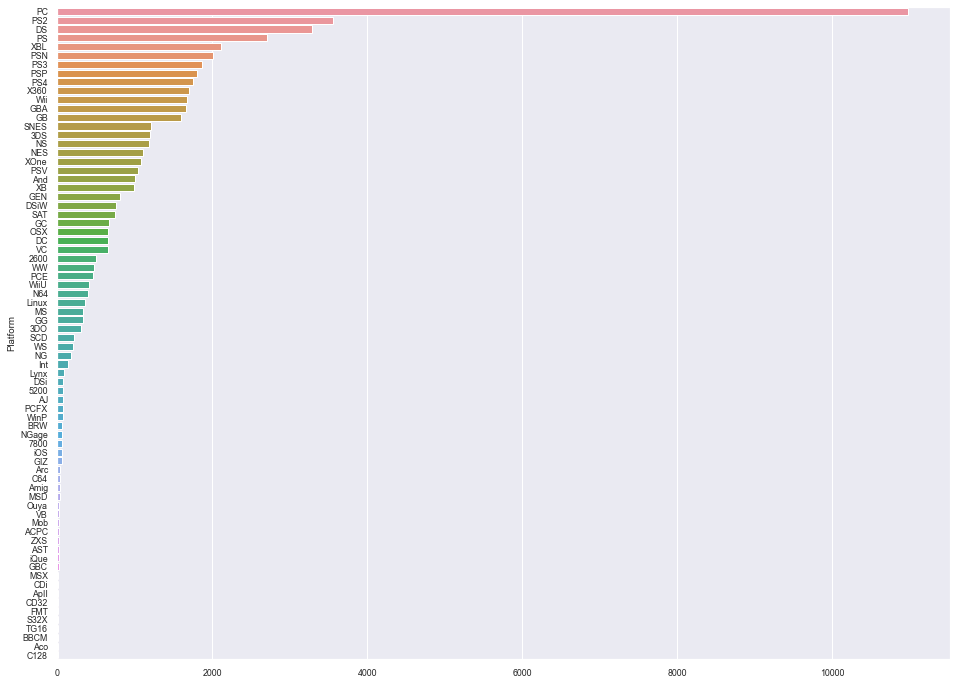 PC
PS2
DS
PS
XBL
PSN
PS3
PSP
PS4
X360
Wii
GBA
GB
SNES
3DS
NS
NES
XOne
PSV
And
XB
GEN
DSiW
SAT
GC
OSX
DC
VC
2600
WW
PCE
WiiU
N64
Linux
MS
GG
3DO
SCD
WS
NG
Int
Lynx
DSi
5200
AJ
PCFX
WinP
BRW
NGage
7800
iOS
GIZ
Arc
C64
Amig
MSD
Ouya
VB
Mob
ACPC
ZXS
AST
iQue
GBC
MSX
CDi
ApII
CD32
FMT
S32X
TG16
BBCM
Aco
C128
Platform
0 2000 4000 6000 8000 10000